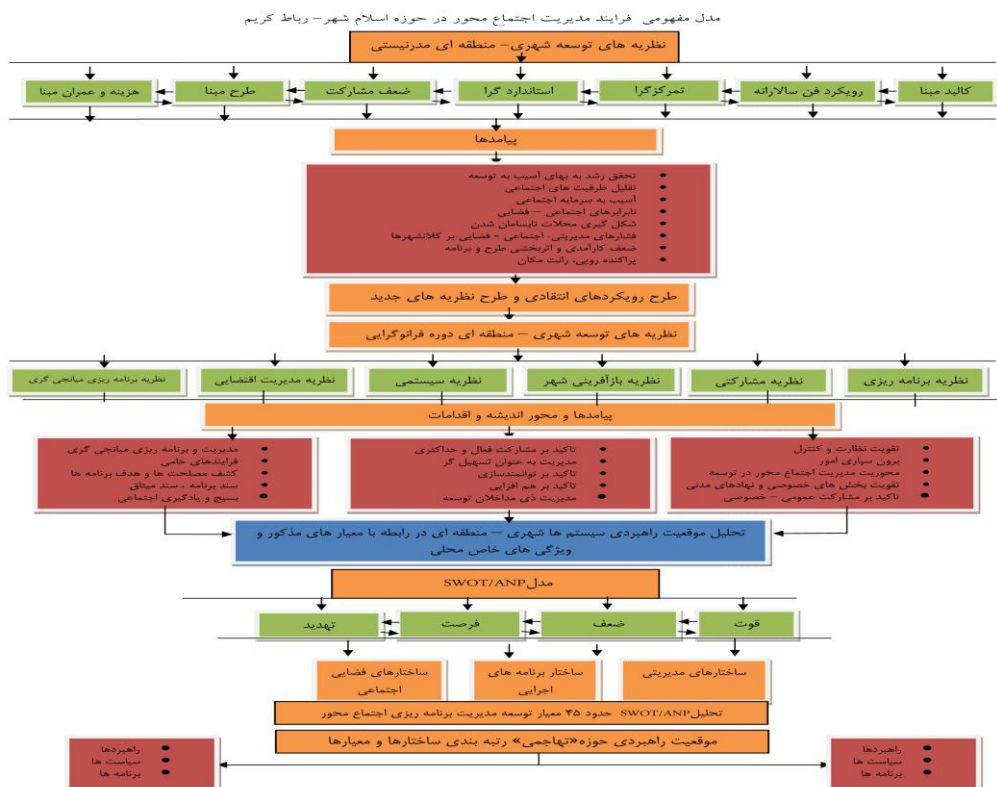 مدل مفهومی فرایند مدیریت اجتماع محور در حوزه اسلام شهر– رباط کریم
نظریه های توسعه شهری– منطقه ای مدرنیستی
کالبد مبنا
رویکرد فن سالارانه
تمرکزگرا
استاندارد گرا
ضعف مشارکت
طرح مبنا
هزینه و عمران مبنا
پیامدها
تحقق رشد به بهای آسیب به توسعه
تقلیل ظرفیت های اجتماعی
آسیب به سرمایه اجتماعی
نابرابرهای اجتماعی – فضایی
شکل گیری محلات نابسامان شدن
فشارهای مدیریتی- اجتماعی - فضایی بر کلانشهرها
ضعف کارآمدی و اثربخشی طرح و برنامه
پراکنده رویی، رانت مکان
طرح رویکردهای انتقادی و طرح نظریه های جدید
نظریه های توسعه شهری – منطقه ای دوره فرانوگرایی
نظریه برنامه ریزی
نظریه مشارکتی
نظریه بازآفرینی شهر
نظریه سیستمی
نظریه مدیریت اقتضایی
نظریه برنامه ریزی میانجی گری
پیامدها و محور اندیشه و اقدامات
تقویت نظارت و کنترل
برون سپاری امور
محوریت مدیریت اجتماع محور در توسعه
تقویت بخش های خصوصی و نهادهای مدنی
تاکید بر مشارکت عمومی – خصوصی
تاکید بر مشارکت فعال و حداکثری
مدیریت به عنوان تسهیل گر
تاکید بر توانمندسازی
تاکید بر هم افزایی
مدیریت ذی مداخلان توسعه
مدیریت و برنامه ریزی میانجی گری
فرایندهای حامی
کشف مصلحت ها و هدف برنامه ها
سند برنامه ، سند میثاق
بسیج و یادگیری اجتماعی
تحلیل موقعیت راهبردی سیستم ها شهری – منطقه ای در رابطه با معیار های مذکور و
ویژگی های خاص محلی
مدلSWOT/ANP
قوت
ضعف
فرصت
تهدید
ساختارهای مدیریتی
ساختار برنامه های
اجرایی
ساختارهای فضایی
اجتماعی
تحلیلSWOT/ANP حدود ۴۵ معیار توسعه مدیریت برنامه ریزی اجتماع محور
موقعیت راهبردی حوزه«تهاجمی» رتبه بندی ساختارها و معیارها
راهبردها
سیاست ها
برنامه ها
راهبردها
سیاست ها
برنامه ها